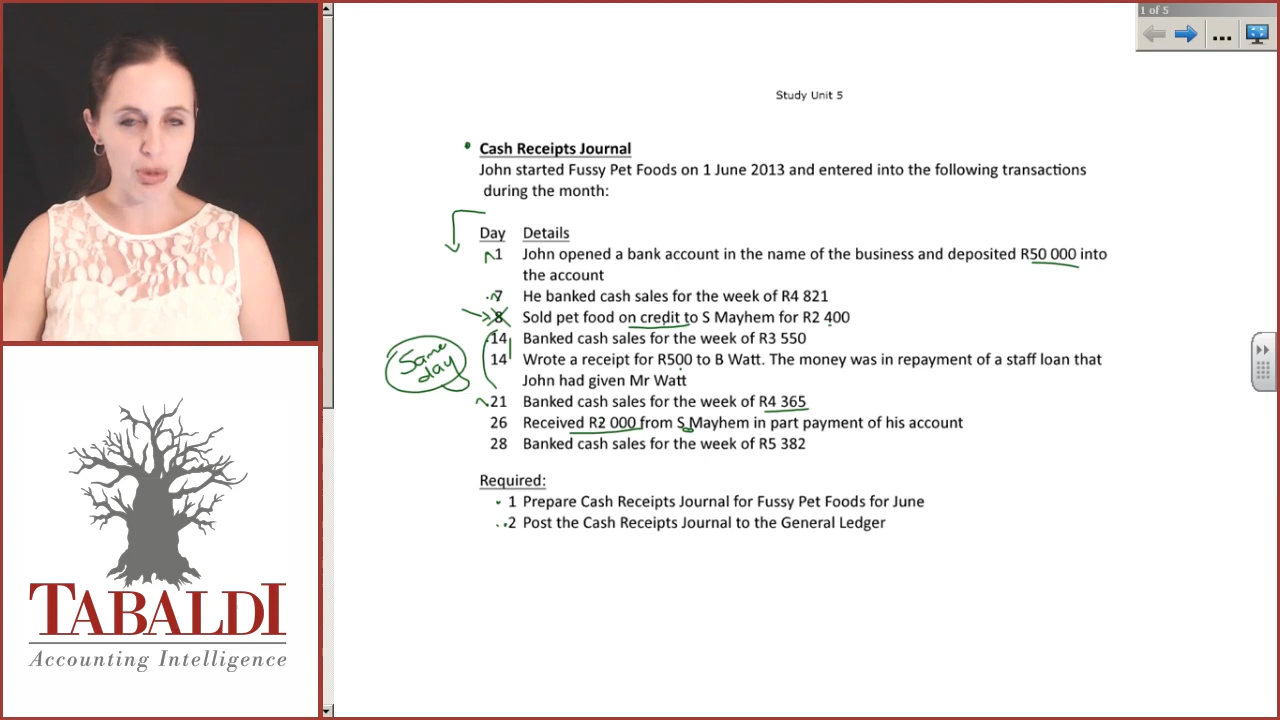 1 of 5
Study Unit 5
Cash Receipts Journal
John started Fussy Pet Foods on 1 June 2013 and entered into the following transactions
during the month:
Day Details
1 John opened a bank account in the name of the business and deposited R50 000 into
the account
7 He banked cash sales for the week of R4 821
8 Sold pet food on credit to S Mayhem for R2 400
14 Banked cash sales for the week of R3 550
14 Wrote a receipt for R500 to B Watt. The money was in repayment of a staff loan that
John had given Mr Watt
Same
day
21 Banked cash sales for the week of R4 365
26 Received R2 000 from S Mayhem in part payment of his account
28 Banked cash sales for the week of R5 382
Required:
1 Prepare Cash Receipts Journal for Fussy Pet Foods for June
2 Post the Cash Receipts Journal to the General Ledger
TABALDI
Accounting Intelligence